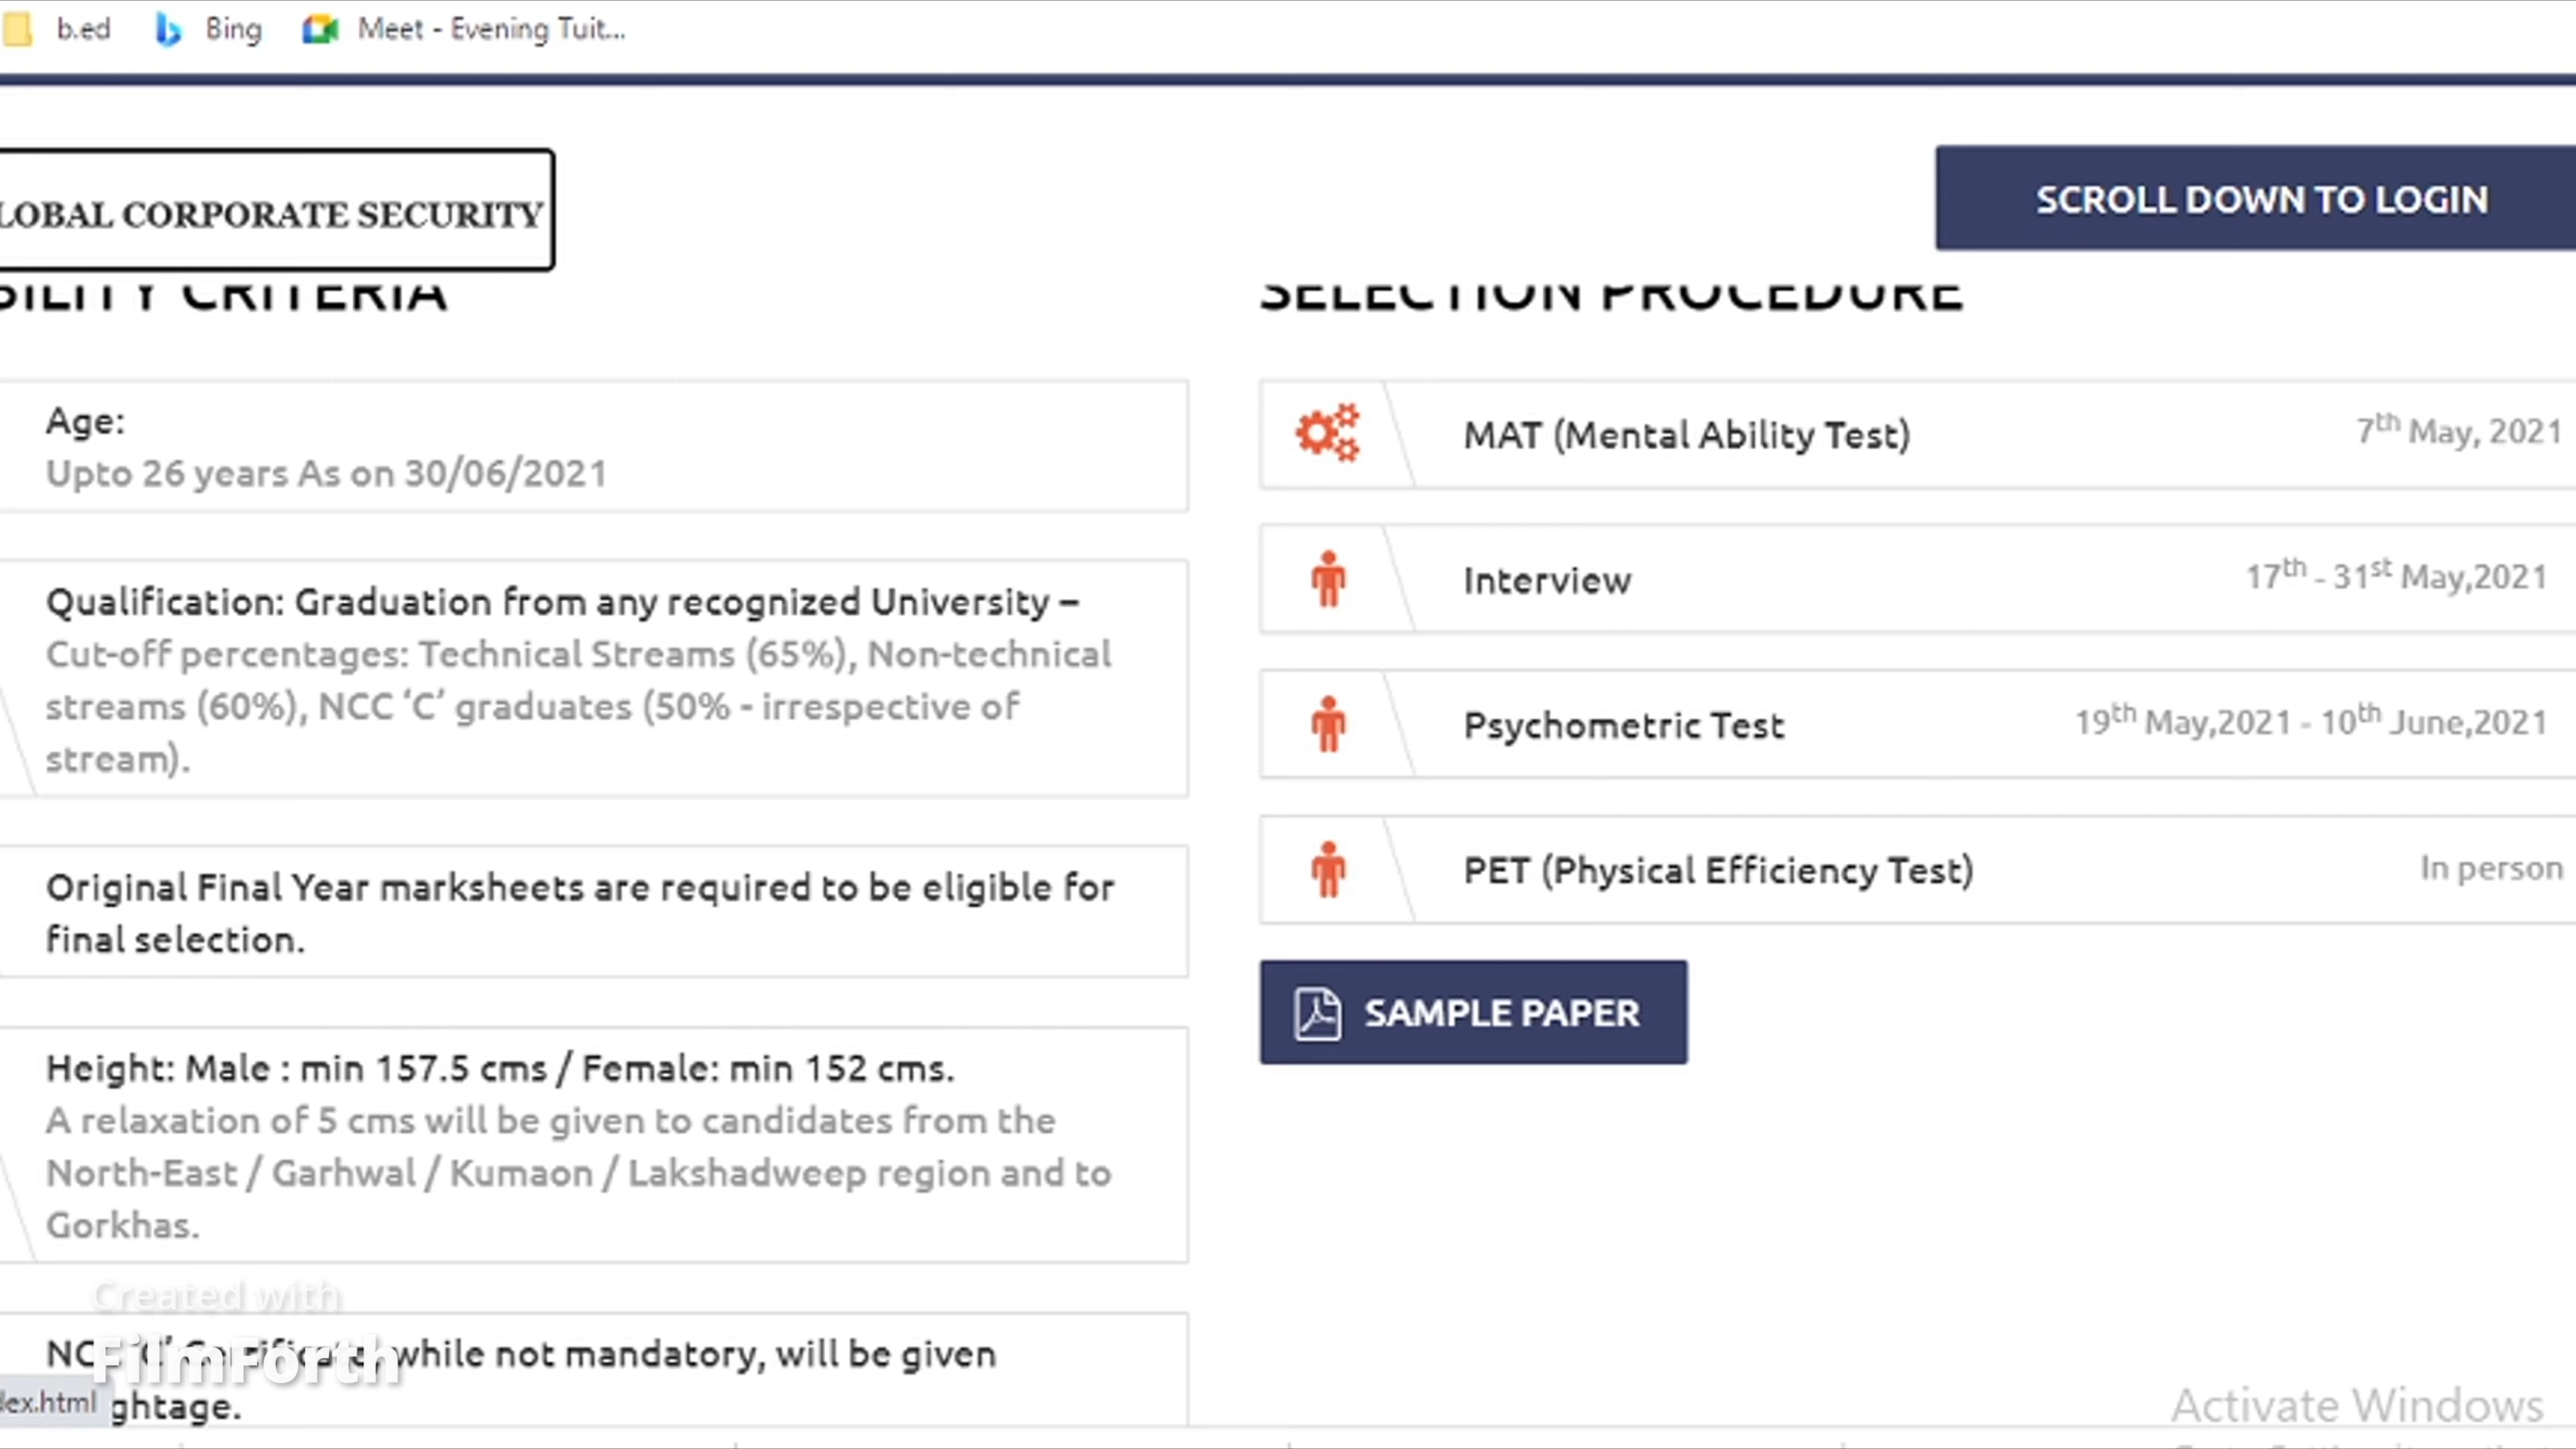 b.ed Bing Meet - Evening Tuit...
LOBAL CORPORATE SECURITY
SCROLL DOWN TO LOGIN
BILITY CRITERIA
SELECTION PROCEDURE
Age:
Upto 26 years As on 30/06/2021
Qualification: Graduation from any recognized University –
Cut-off percentages: Technical Streams (65%), Non-technical
streams (60%), NCC ‘C’ graduates (50% - irrespective of
stream).
Original Final Year marksheets are required to be eligible for
final selection.
Height: Male : min 157.5 cms / Female: min 152 cms.
A relaxation of 5 cms will be given to candidates from the
North-East / Garhwal / Kumaon / Lakshadweep region and to
Gorkhas.
while not mandatory, will be given
ghtage.
MAT (Mental Ability Test) 7th May, 2021
Interview 17th - 31st May,2021
Psychometric Test 19th May,2021 - 10th June,2021
PET (Physical Efficiency Test) In person
SAMPLE PAPER
Created with
FilmForth
dex.html
Activate Windows